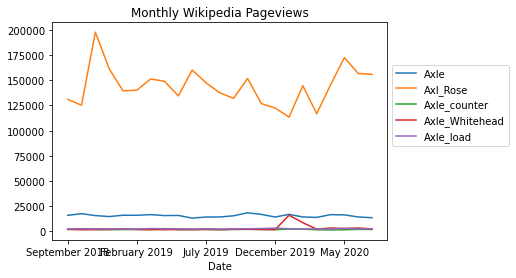 Monthly Wikipedia Pageviews
200000
175000
150000
125000
100000
75000
50000
25000
0
Axle
Axl_Rose
Axle_counter
Axle_Whitehead
Axle_load
February 2019
July 2019
December 2019
May 2020
Date